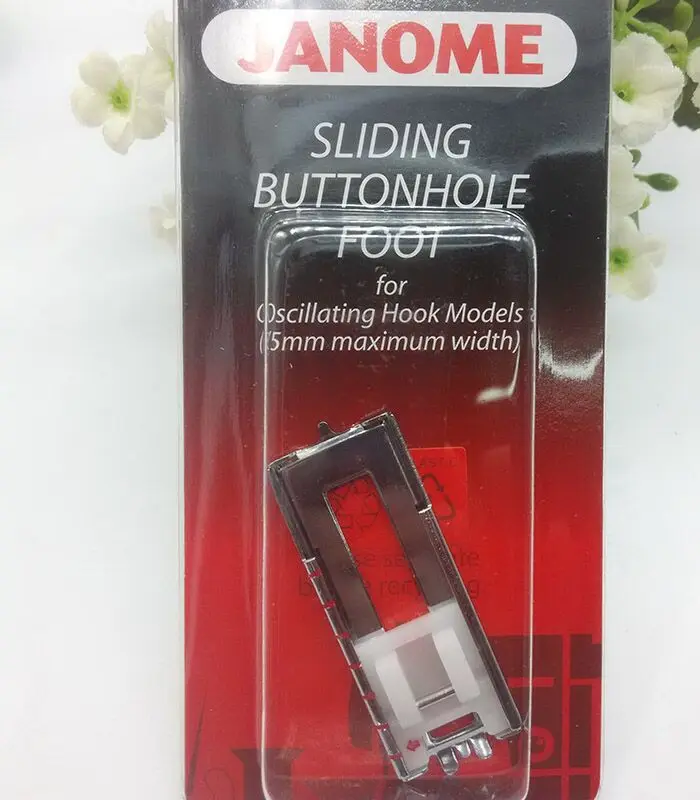 JANOME
SLIDING
BUTTONHOLE
FOOT
for
Oscillating Hook Models
(5mm maximum width)